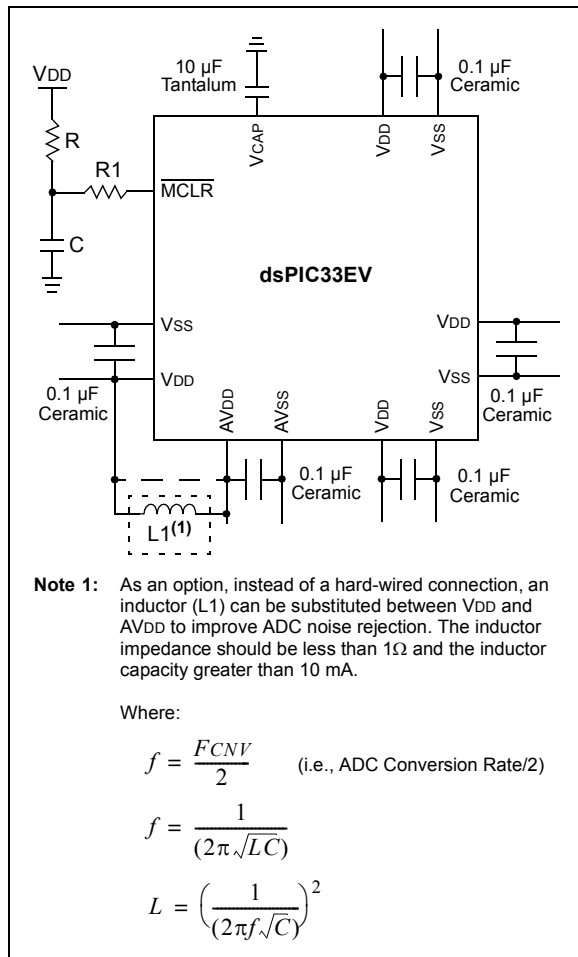 VDD
10 µF
Tantalum
0.1 µF
Ceramic
R
R1
C
MCLR
VCAP
VDD
VSS
dsPIC33EV
VSS
VDD
0.1 µF
Ceramic
VDD
VSS
0.1 µF
Ceramic
AVDD
AVSS
VDD
VSS
0.1 µF
Ceramic
0.1 µF
Ceramic
L1(1)
Note 1: As an option, instead of a hard-wired connection, an
inductor (L1) can be substituted between VDD and
AVDD to improve ADC noise rejection. The inductor
impedance should be less than 1Ω and the inductor
capacity greater than 10 mA.
Where:
f = FCNV / 2 (i.e., ADC Conversion Rate/2)
f = 1 / (2π√LC)
L = (1 / (2πf√C))²